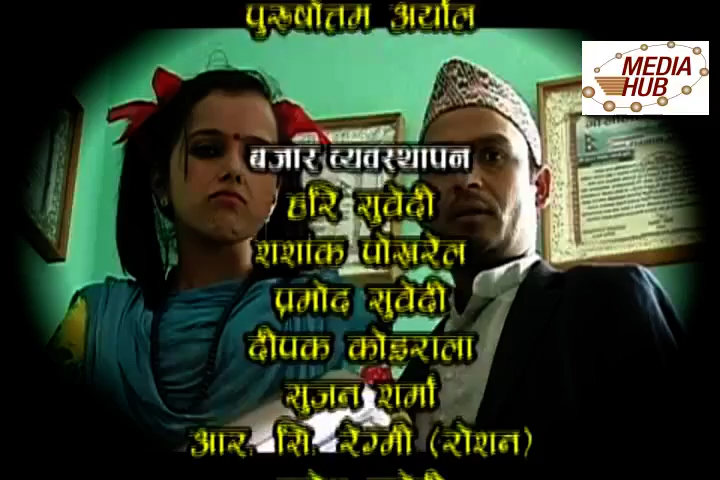 पुरूषोत्तम अर्याल
MEDIA
HUB
बजार व्यवस्थापन
हरि सुवेदी
शशांक पोखरेल
प्रमोद सुवेदी
दीपक कोइराला
सुजन शर्मा
आर. सि. रेग्मी (रोशन)